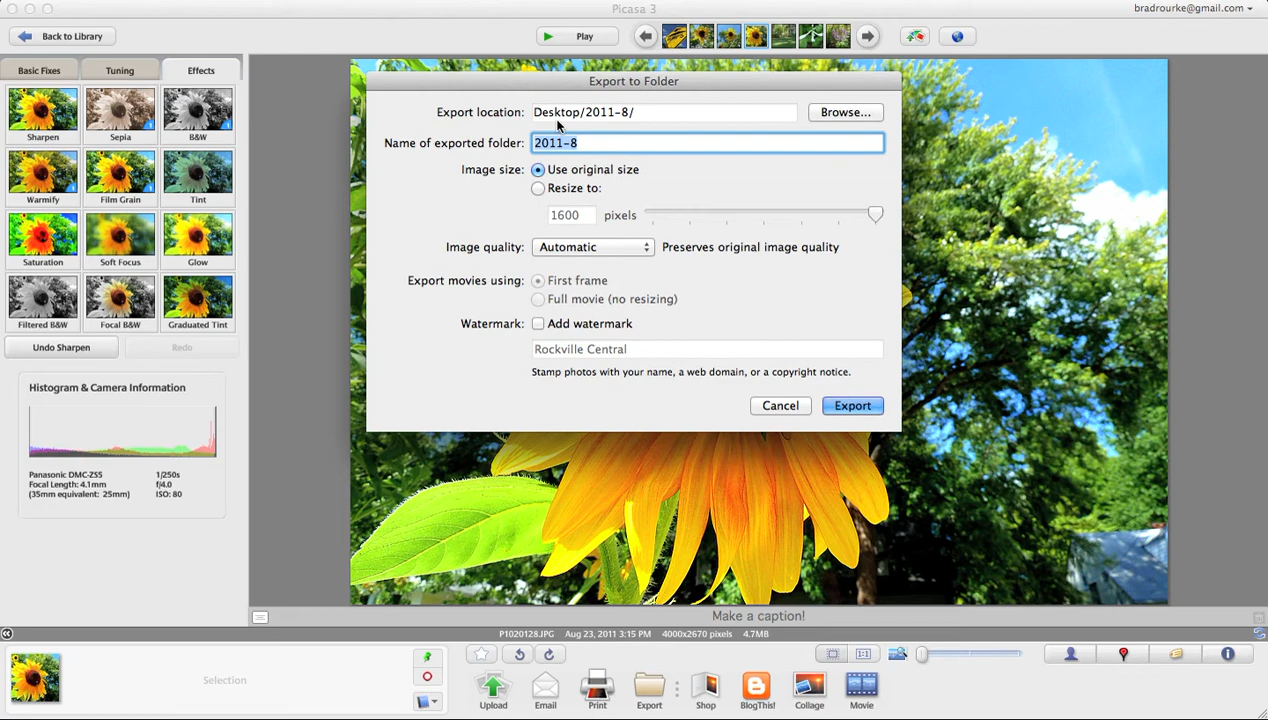 Picasa 3
bradrourke@gmail.com
Back to Library
Play
Basic Fixes Tuning Effects
Sharpen Sepia B&W
Warmify Film Grain Tint
Saturation Soft Focus Glow
Filtered B&W Focal B&W Graduated Tint
Undo Sharpen Redo
Histogram & Camera Information
Panasonic DMC-ZS5 1/250s
Focal Length: 4.1mm f/4.0
(35mm equivalent: 25mm) ISO: 80
Export to Folder
Export location: Desktop/2011-8/ Browse...
Name of exported folder: 2011-8
Image size: Use original size
Resize to:
1600 pixels
Image quality: Automatic Preserves original image quality
Export movies using: First frame
Full movie (no resizing)
Watermark: Add watermark
Rockville Central
Stamp photos with your name, a web domain, or a copyright notice.
Cancel Export
Make a caption!
P1020128.JPG Aug 23, 2011 3:15 PM 4000x2670 pixels 4.7MB
Selection
1:1
Upload Email Print Export Shop BlogThis! Collage Movie